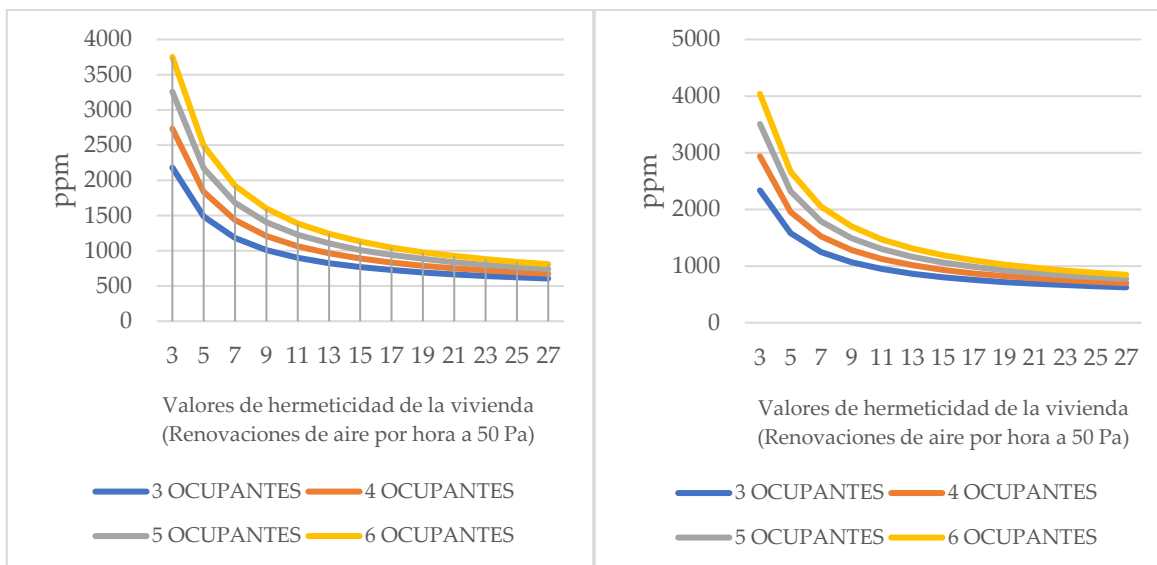 4000
3500
3000
2500
2000
1500
1000
500
0
ppm
3 5 7 9 11 13 15 17 19 21 23 25 27
Valores de hermeticidad de la vivienda
(Renovaciones de aire por hora a 50 Pa)
3 OCUPANTES 4 OCUPANTES
5 OCUPANTES 6 OCUPANTES
5000
4000
3000
2000
1000
0
ppm
3 5 7 9 11 13 15 17 19 21 23 25 27
Valores de hermeticidad de la vivienda
(Renovaciones de aire por hora a 50 Pa)
3 OCUPANTES 4 OCUPANTES
5 OCUPANTES 6 OCUPANTES